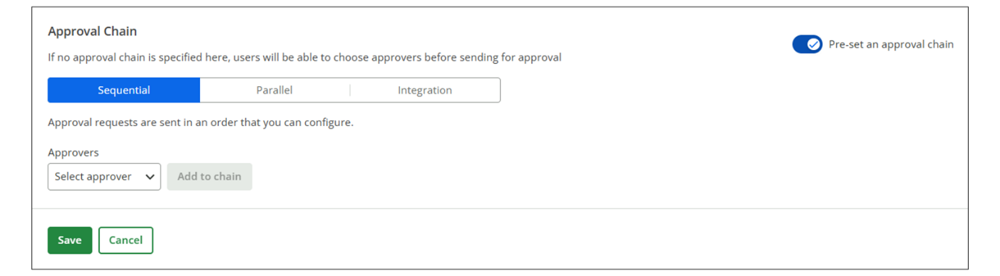 Approval Chain
Pre-set an approval chain
If no approval chain is specified here, users will be able to choose approvers before sending for approval
Sequential
Parallel
Integration
Approval requests are sent in an order that you can configure.
Approvers
Select approver
Add to chain
Save
Cancel